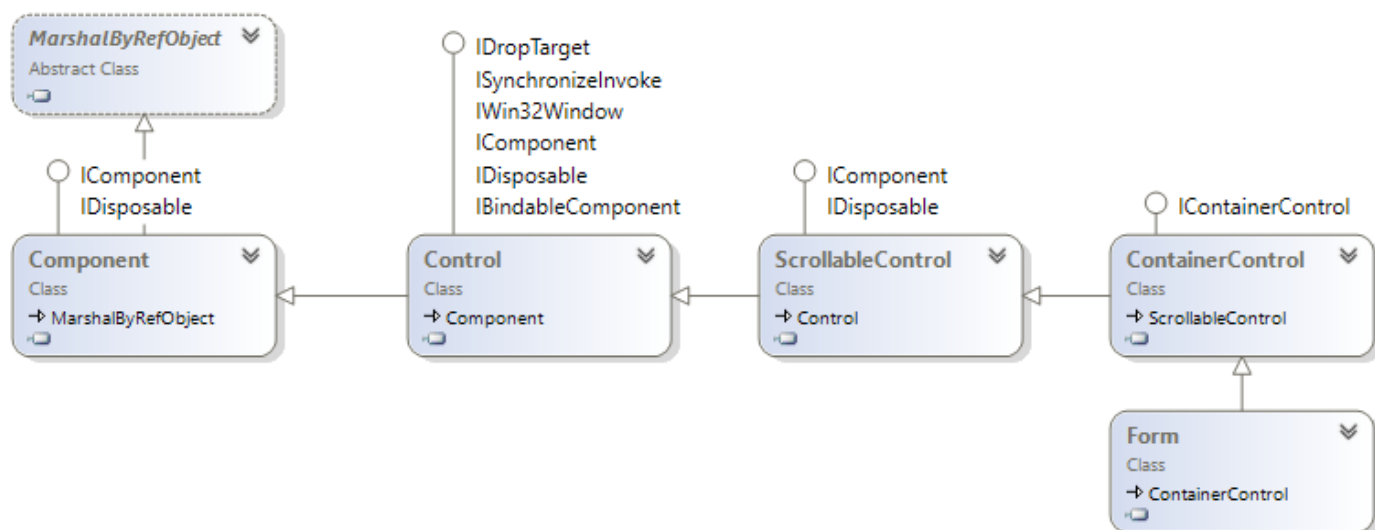 MarshalByRefObject
Abstract Class
IComponent
IDisposable
Component
Class
MarshalByRefObject
IDropTarget
ISynchronizeInvoke
IWin32Window
IComponent
IDisposable
IBindableComponent
Control
Class
Component
IComponent
IDisposable
ScrollableControl
Class
Control
IContainerControl
ContainerControl
Class
ScrollableControl
Form
Class
ContainerControl